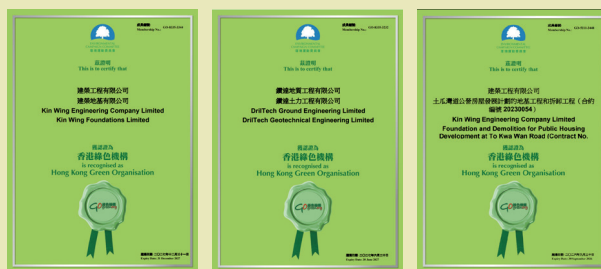 茲證明
This is to certify that
建榮工程有限公司
建榮地基有限公司
Kin Wing Engineering Company Limited
Kin Wing Foundations Limited
獲認證為
香港綠色機構
is recognised as
Hong Kong Green Organisation
茲證明
This is to certify that
鑽達地質工程有限公司
鑽達土力工程有限公司
DrilTech Ground Engineering Limited
DrilTech Geotechnical Engineering Limited
獲認證為
香港綠色機構
is recognised as
Hong Kong Green Organisation
茲證明
This is to certify that
建榮工程有限公司
土瓜灣道公營房屋發展計劃的地基工程和拆卸工程（合約
編號 20230054）
Kin Wing Engineering Company Limited
Foundation and Demolition for Public Housing
Development at To Kwa Wan Road (Contract No.
獲認證為
香港綠色機構
is recognised as
Hong Kong Green Organisation